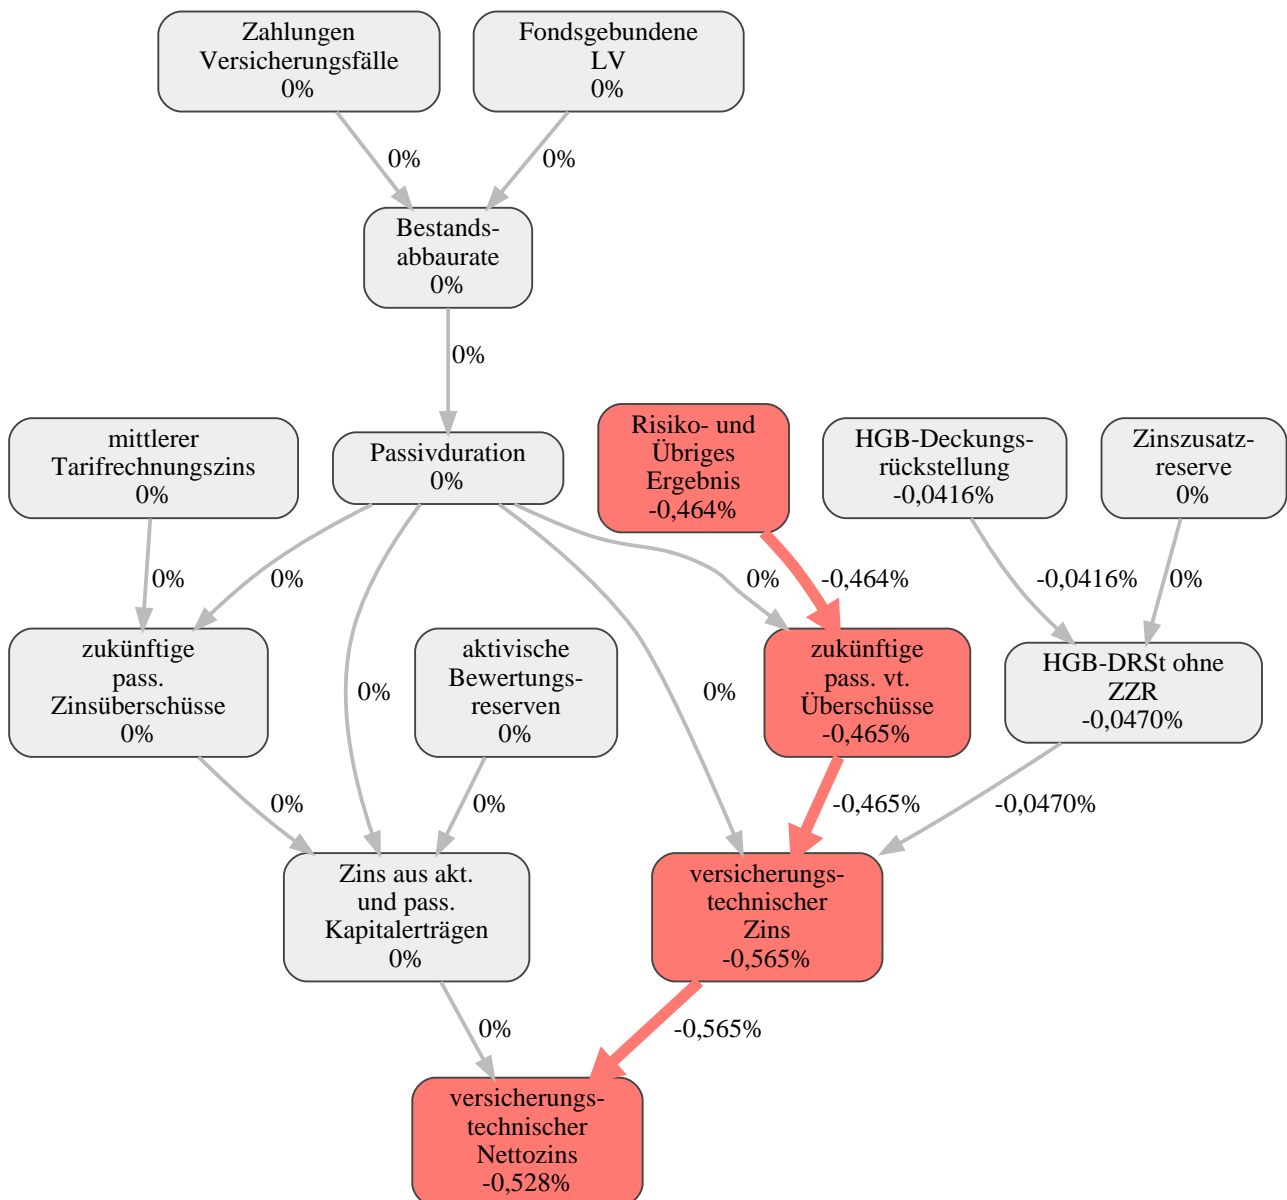 Zahlungen
Versicherungsfälle
0%
Fondsgebundene
LV
0%
0%
0%
Bestands-
abbaurate
0%
0%
mittlerer
Tarifrechnungszins
0%
Passivduration
0%
Risiko- und
Übriges
Ergebnis
-0,464%
HGB-Deckungs-
rückstellung
-0,0416%
Zinszusatz-
reserve
0%
0%
0%
0%
-0,464%
-0,0416%
0%
zukünftige
pass.
Zinsüberschüsse
0%
0%
aktivische
Bewertungs-
reserven
0%
0%
zukünftige
pass. vt.
Überschüsse
-0,465%
HGB-DRSt ohne
ZZR
-0,0470%
0%
0%
-0,465%
-0,0470%
Zins aus akt.
und pass.
Kapitalerträgen
0%
versicherungs-
technischer
Zins
-0,565%
0%
-0,565%
versicherungs-
technischer
Nettozins
-0,528%